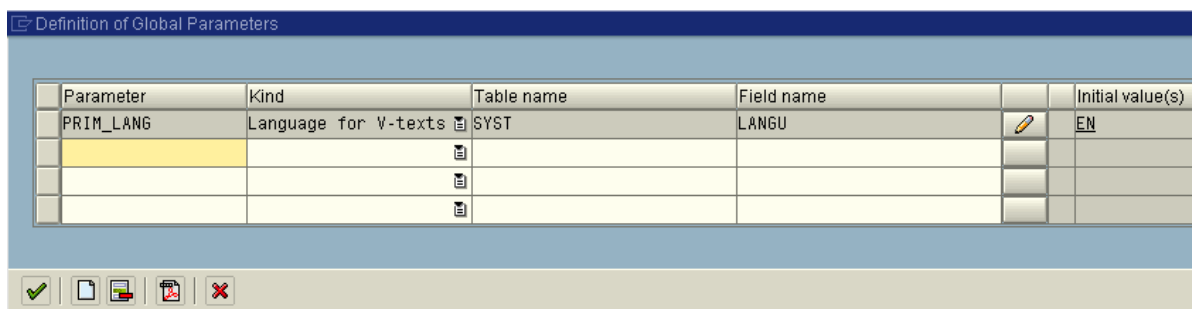 Definition of Global Parameters
Parameter Kind Table name Field name Initial value(s)
PRIM_LANG Language for V-texts SYST LANGU EN